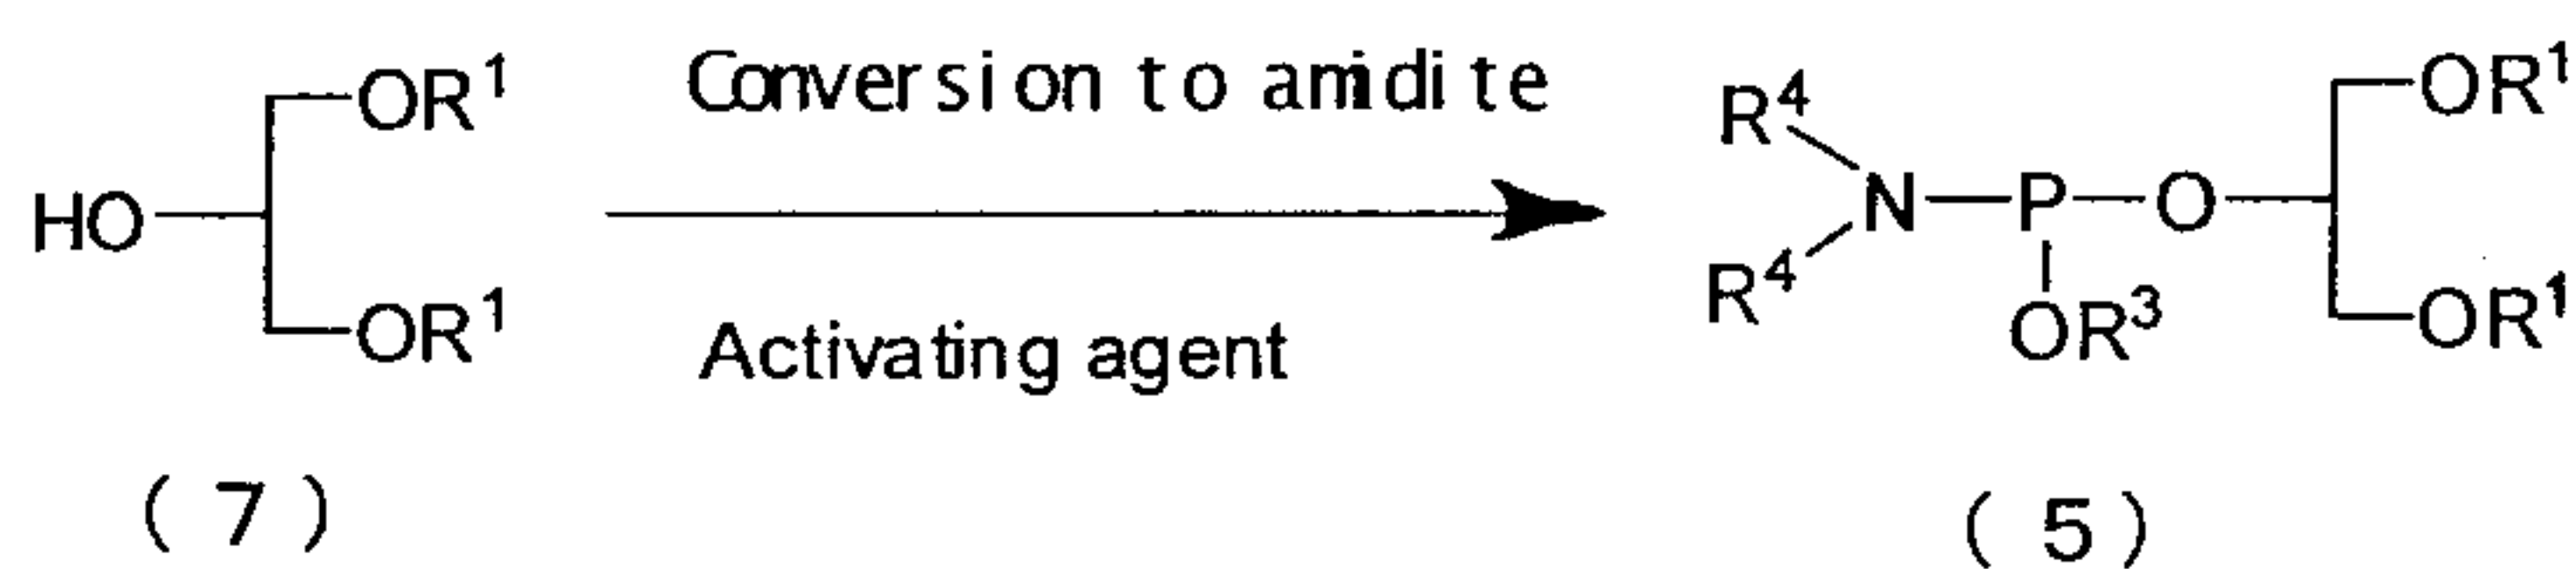 OR¹ Conversion to amidite R⁴ OR¹
HO N—P—O
OR¹ Activating agent R⁴ OR³ OR¹
(7) (5)